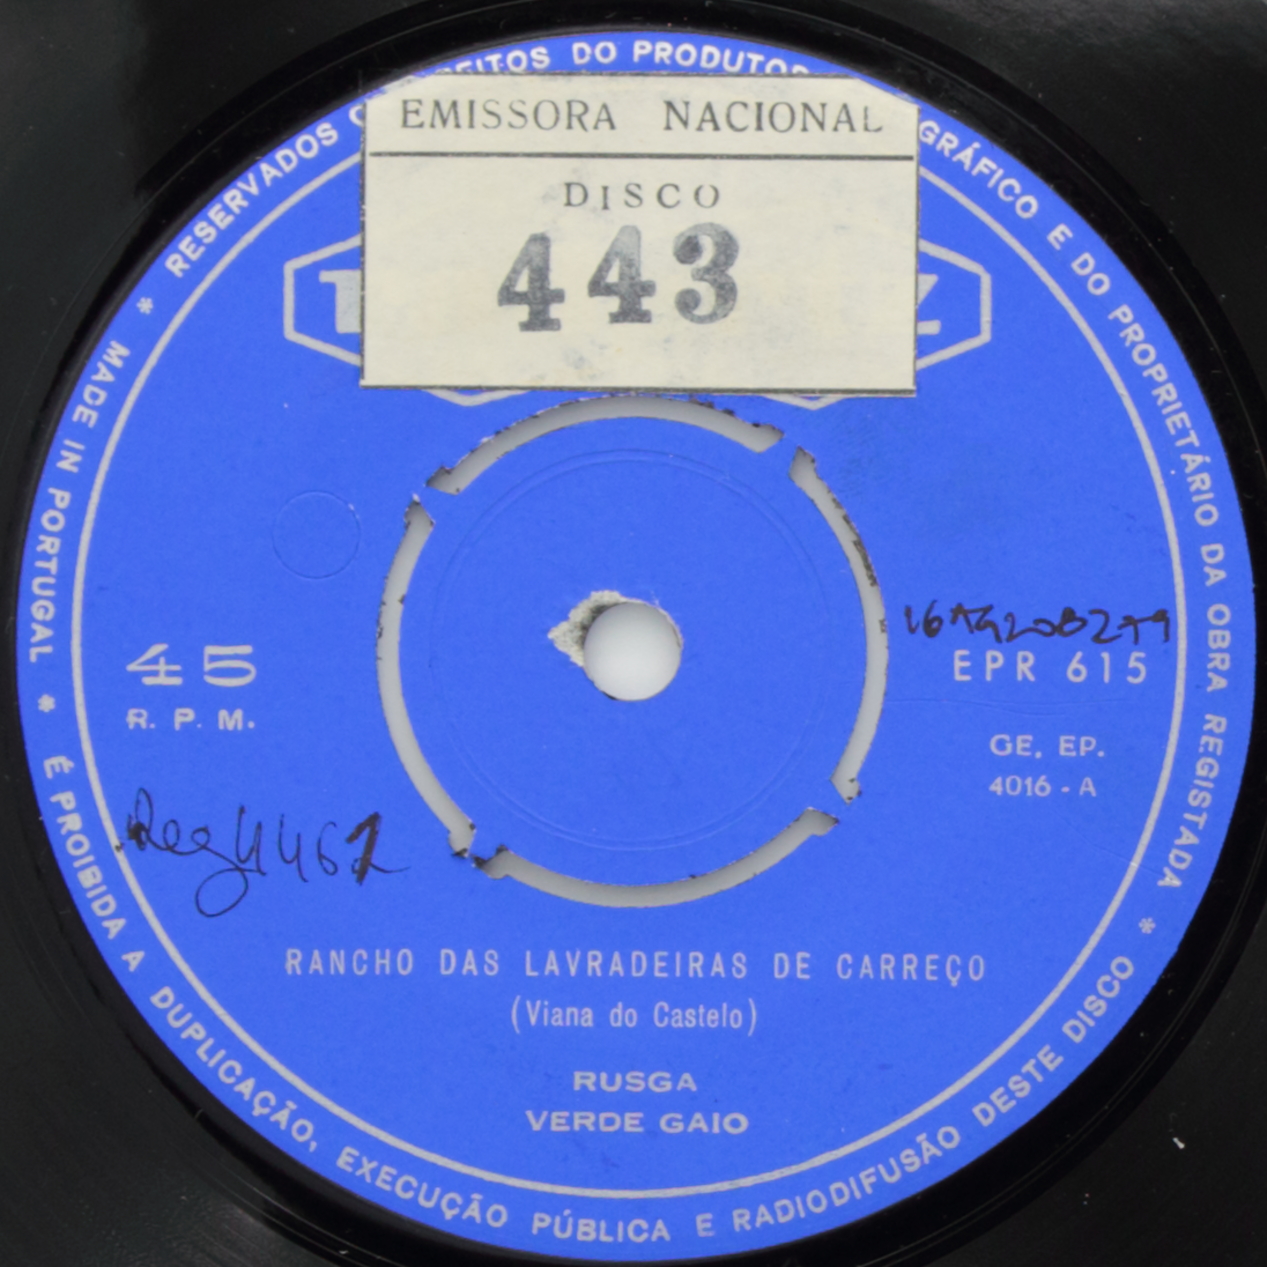 RESERVADOS
DO PRODUTOR
GRÁFICO E DO PROPRIETÁRIO DA OBRA REGISTADA *
* MADE IN PORTUGAL *
É PROIBIDA A DUPLICAÇÃO, EXECUÇÃO PÚBLICA E RADIODIFUSÃO DESTE DISCO
EMISSORA NACIONAL
DISCO
443
45
R. P. M.
EPR 615
GE. EP.
4016 - A
Reg 4461
RANCHO DAS LAVRADEIRAS DE CARREÇO
(Viana do Castelo)
RUSGA
VERDE GAIO